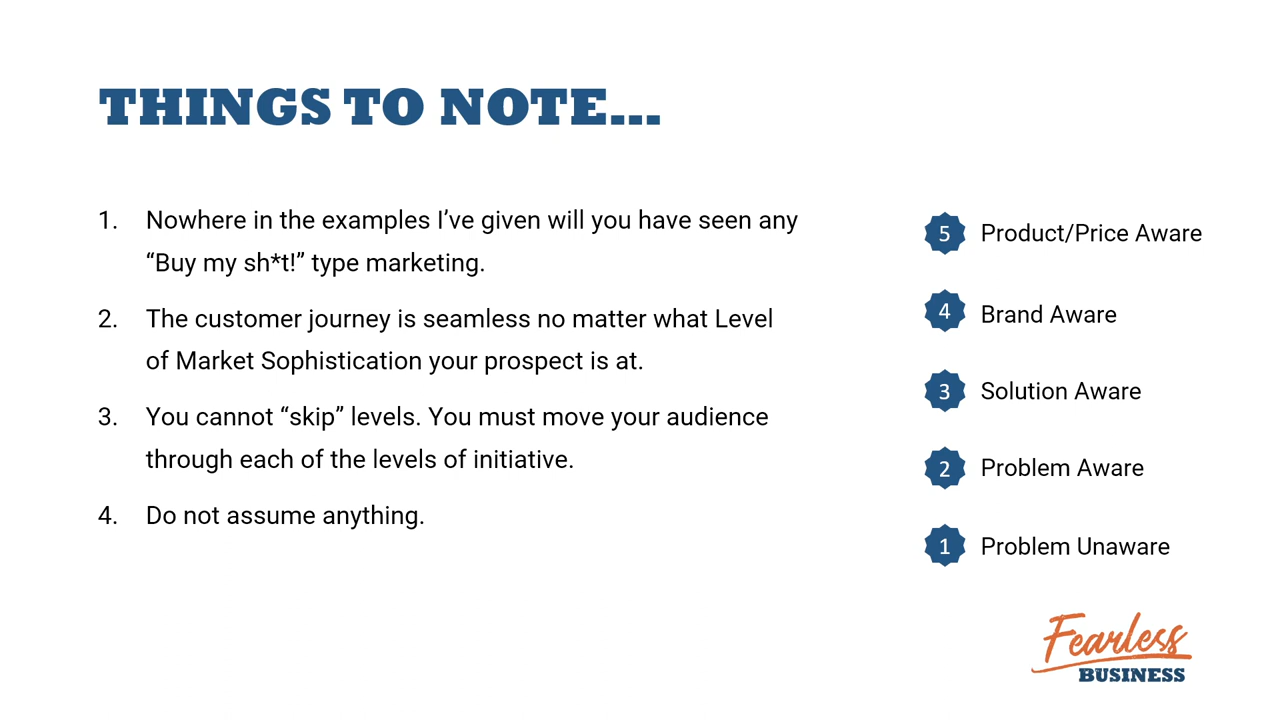 THINGS TO NOTE...
1. Nowhere in the examples I’ve given will you have seen any
“Buy my sh*t!” type marketing.
2. The customer journey is seamless no matter what Level
of Market Sophistication your prospect is at.
3. You cannot “skip” levels. You must move your audience
through each of the levels of initiative.
4. Do not assume anything.
5 Product/Price Aware
4 Brand Aware
3 Solution Aware
2 Problem Aware
1 Problem Unaware
Fearless
BUSINESS